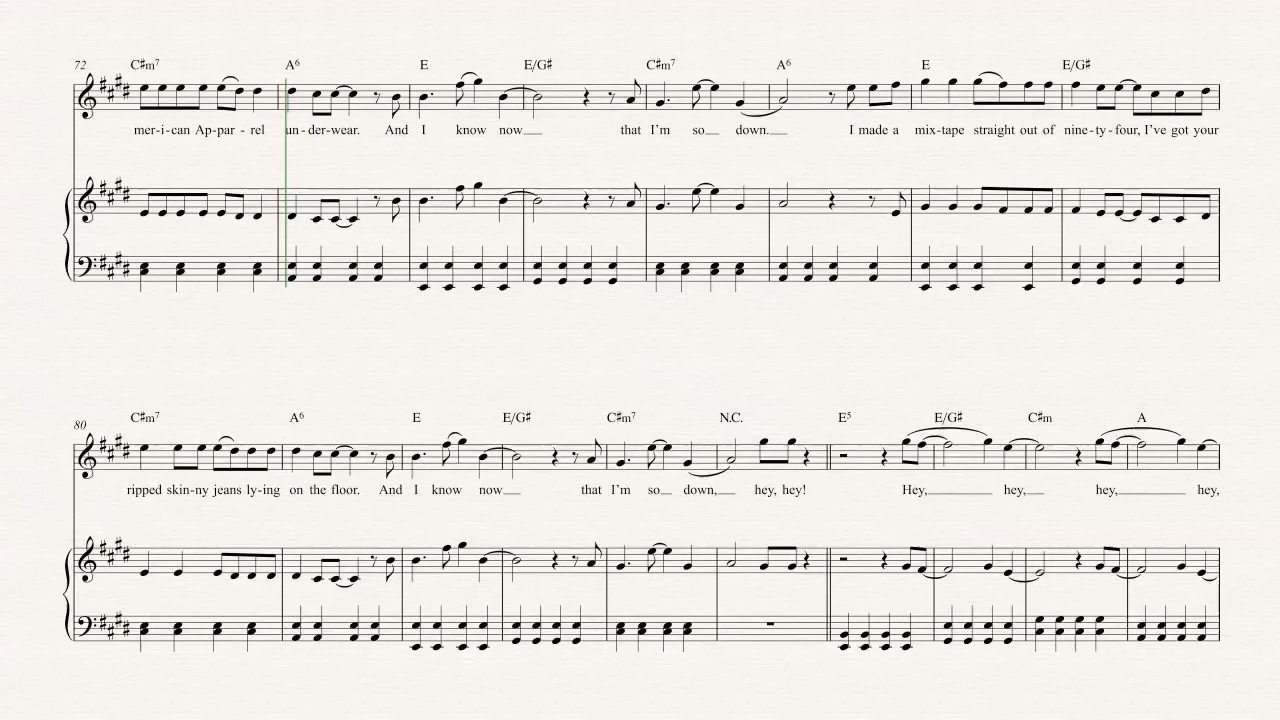 72 C♯m7 A6 E E/G♯ C♯m7 A6 E E/G♯
mer-i-can Ap-par-rel un-der-wear. And I know now that I'm so down. I made a mix-tape straight out of nine-ty-four, I've got your
80 C♯m7 A6 E E/G♯ C♯m7 N.C. E5 E/G♯ C♯m A
ripped skin-ny jeans ly-ing on the floor. And I know now that I'm so down, hey, hey! Hey, hey, hey, hey,